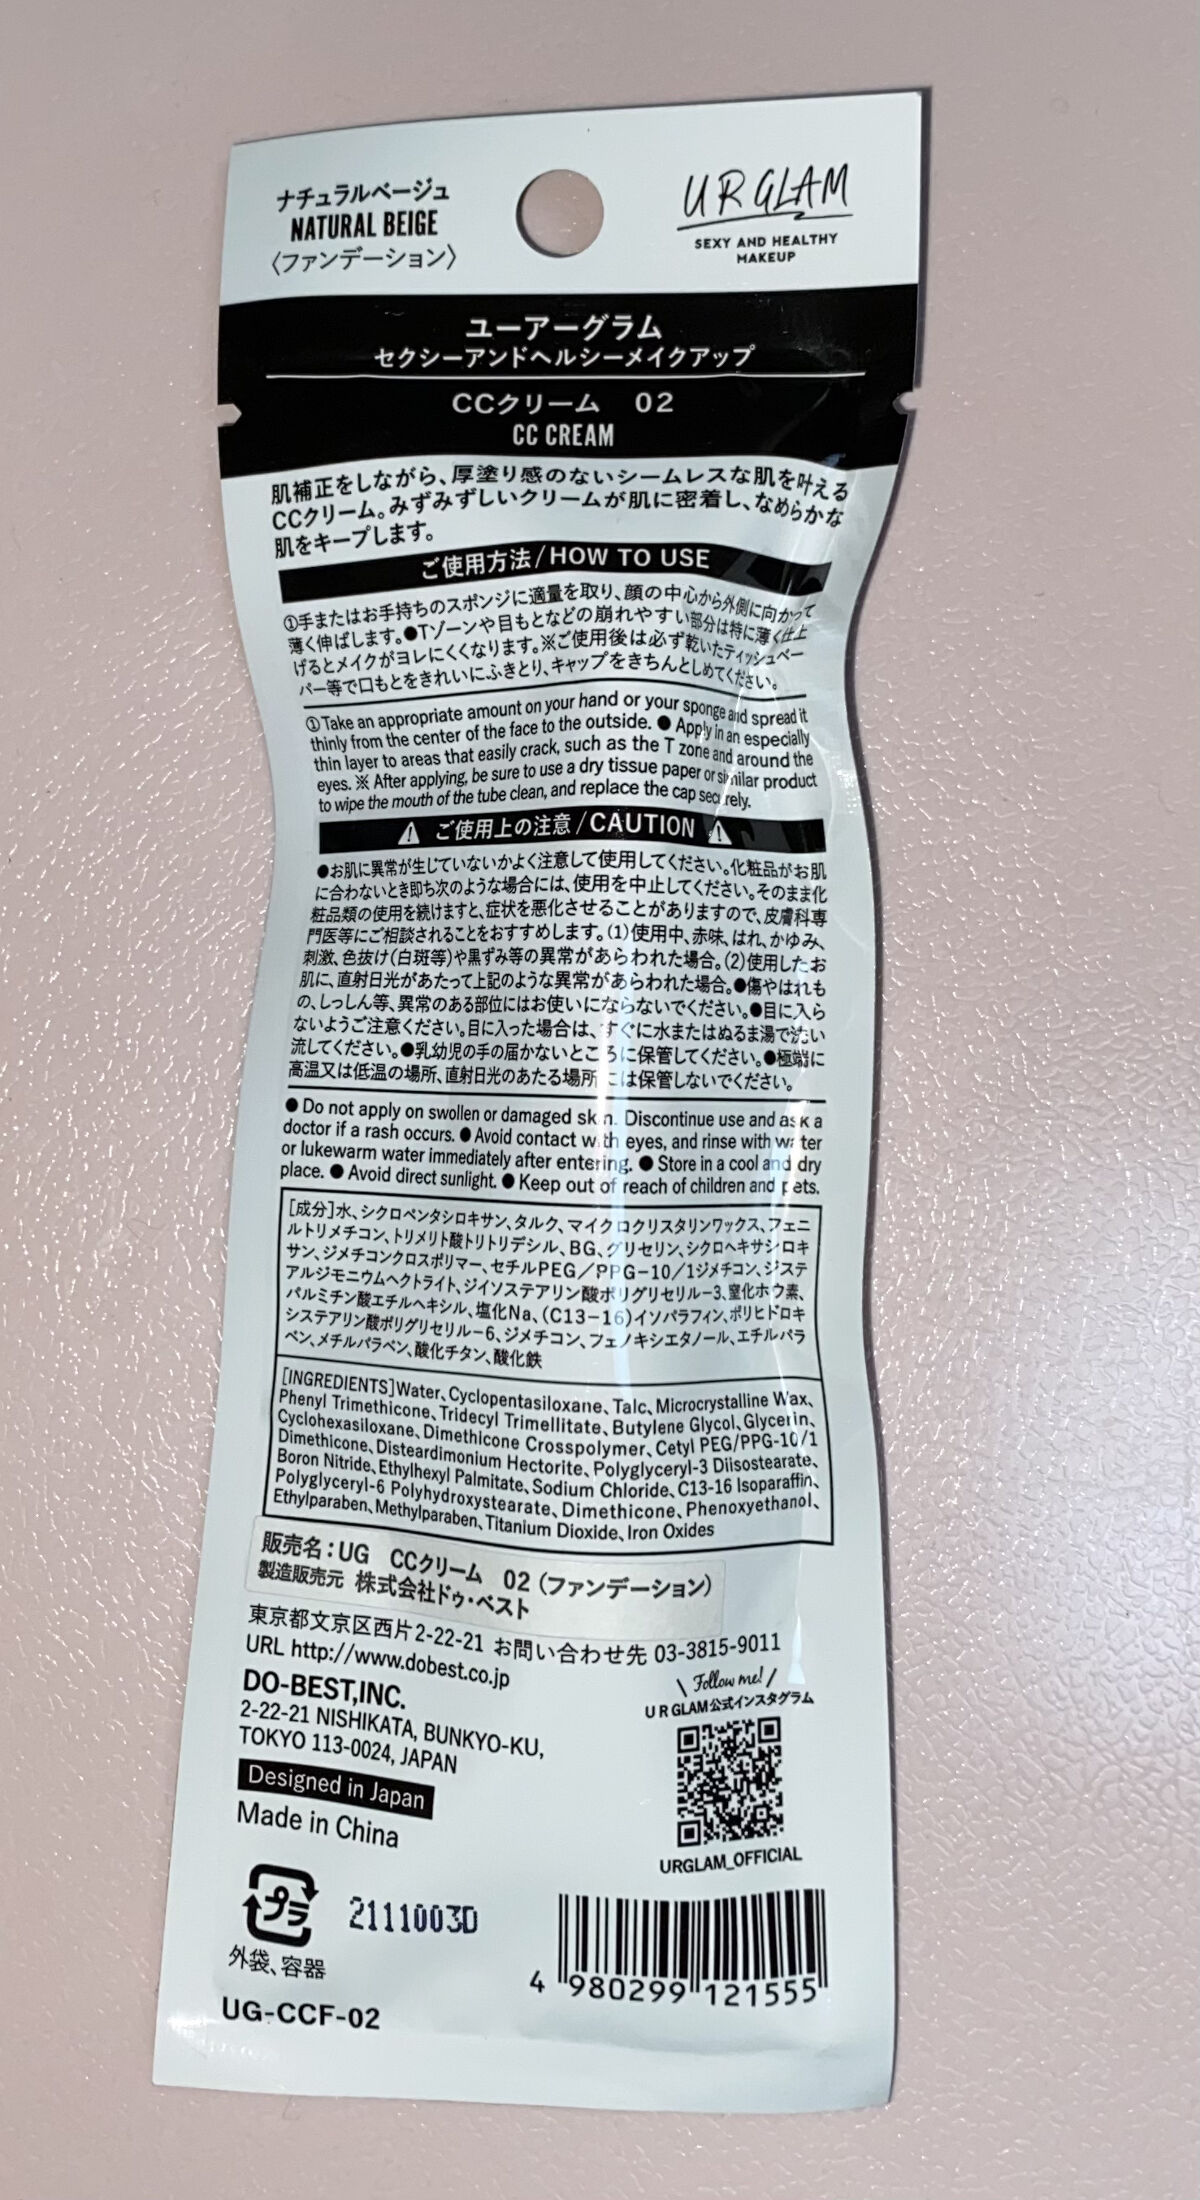 ナチュラルベージュ
NATURAL BEIGE
〈ファンデーション〉
UR GLAM
SEXY AND HEALTHY
MAKEUP
ユーアーグラム
セクシーアンドヘルシーメイクアップ
CCクリーム 02
CC CREAM
肌補正をしながら、厚塗り感のないシームレスな肌を叶える
CCクリーム。みずみずしいクリームが肌に密着し、なめらかな
肌をキープします。
ご使用方法/HOW TO USE
①手またはお手持ちのスポンジに適量を取り、顔の中心から外側に向かって
薄く伸ばします。●Tゾーンや目もとなどの崩れやすい部分は特に薄く仕上
げるとメイクがヨレにくくなります。※ご使用後は必ず乾いたティッシュペー
パー等で口もとをきれいにふきとり、キャップをきちんとしめてください。
①Take an appropriate amount on your hand or your sponge and spread it
thinly from the center of the face to the outside. ● Apply in an especially
thin layer to areas that easily crack, such as the T zone and around the
eyes. ※ After applying, be sure to use a dry tissue paper or similar product
to wipe the mouth of the tube clean, and replace the cap securely.
⚠ ご使用上の注意/CAUTION ⚠
●お肌に異常が生じていないかよく注意して使用してください。化粧品がお肌
に合わないとき即ち次のような場合には、使用を中止してください。そのまま化
粧品類の使用を続けますと、症状を悪化させることがありますので、皮膚科専
門医等にご相談されることをおすすめします。(1)使用中、赤味、はれ、かゆみ、
刺激、色抜け(白斑等)や黒ずみ等の異常があらわれた場合。(2)使用したお
肌に、直射日光があたって上記のような異常があらわれた場合。●傷やはれも
の、しっしん等、異常のある部位にはお使いにならないでください。●目に入ら
ないようご注意ください。目に入った場合は、すぐに水またはぬるま湯で洗い
流してください。●乳幼児の手の届かないところに保管してください。●極端に
高温又は低温の場所、直射日光のあたる場所には保管しないでください。
● Do not apply on swollen or damaged skin. Discontinue use and ask a
doctor if a rash occurs. ● Avoid contact with eyes, and rinse with water
or lukewarm water immediately after entering. ● Store in a cool and dry
place. ● Avoid direct sunlight. ● Keep out of reach of children and pets.
[成分]水、シクロペンタシロキサン、タルク、マイクロクリスタリンワックス、フェニ
ルトリメチコン、トリメリト酸トリトリデシル、BG、グリセリン、シクロヘキサシロキ
サン、ジメチコンクロスポリマー、セチルPEG/PPG-10/1ジメチコン、ジステ
アルジモニウムヘクトライト、ジイソステアリン酸ポリグリセリル-3、窒化ホウ素、
パルミチン酸エチルヘキシル、塩化Na、(C13-16)イソパラフィン、ポリヒドロキ
システアリン酸ポリグリセリル-6、ジメチコン、フェノキシエタノール、エチルパラ
ベン、メチルパラベン、酸化チタン、酸化鉄
[INGREDIENTS]Water、Cyclopentasiloxane、Talc、Microcrystalline Wax、
Phenyl Trimethicone、Tridecyl Trimellitate、Butylene Glycol、Glycerin、
Cyclohexasiloxane、Dimethicone Crosspolymer、Cetyl PEG/PPG-10/1
Dimethicone、Disteardimonium Hectorite、Polyglyceryl-3 Diisostearate、
Boron Nitride、Ethylhexyl Palmitate、Sodium Chloride、C13-16 Isoparaffin、
Polyglyceryl-6 Polyhydroxystearate、Dimethicone、Phenoxyethanol、
Ethylparaben、Methylparaben、Titanium Dioxide、Iron Oxides
販売名:UG CCクリーム 02(ファンデーション)
製造販売元 株式会社ドゥ・ベスト
東京都文京区西片2-22-21 お問い合わせ先 03-3815-9011
URL http://www.dobest.co.jp
DO-BEST,INC.
2-22-21 NISHIKATA, BUNKYO-KU,
TOKYO 113-0024, JAPAN
Designed in Japan
Made in China
\ Follow me! /
U R GLAM公式インスタグラム
URGLAM_OFFICIAL
プラ
外袋、容器
2111003D
4 980299 121555
UG-CCF-02